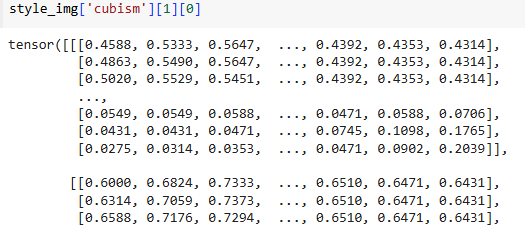 style_img['cubism'][1][0]
tensor([[[0.4588, 0.5333, 0.5647,  ..., 0.4392, 0.4353, 0.4314],
[0.4863, 0.5490, 0.5647,  ..., 0.4392, 0.4353, 0.4314],
[0.5020, 0.5529, 0.5451,  ..., 0.4392, 0.4353, 0.4314],
...,
[0.0549, 0.0549, 0.0588,  ..., 0.0471, 0.0588, 0.0706],
[0.0431, 0.0431, 0.0471,  ..., 0.0745, 0.1098, 0.1765],
[0.0275, 0.0314, 0.0353,  ..., 0.0471, 0.0902, 0.2039]],
[[0.6000, 0.6824, 0.7333,  ..., 0.6510, 0.6471, 0.6431],
[0.6314, 0.7059, 0.7373,  ..., 0.6510, 0.6471, 0.6431],
[0.6588, 0.7176, 0.7294,  ..., 0.6510, 0.6471, 0.6431],